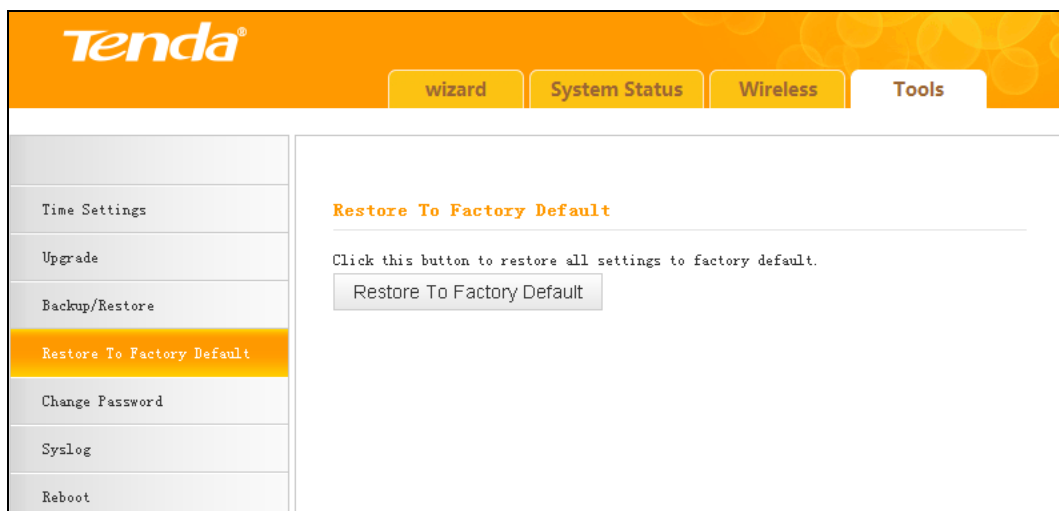 Tenda®
wizard System Status Wireless Tools
Time Settings
Upgrade
Backup/Restore
Restore To Factory Default
Change Password
Syslog
Reboot
Restore To Factory Default
Click this button to restore all settings to factory default.
Restore To Factory Default